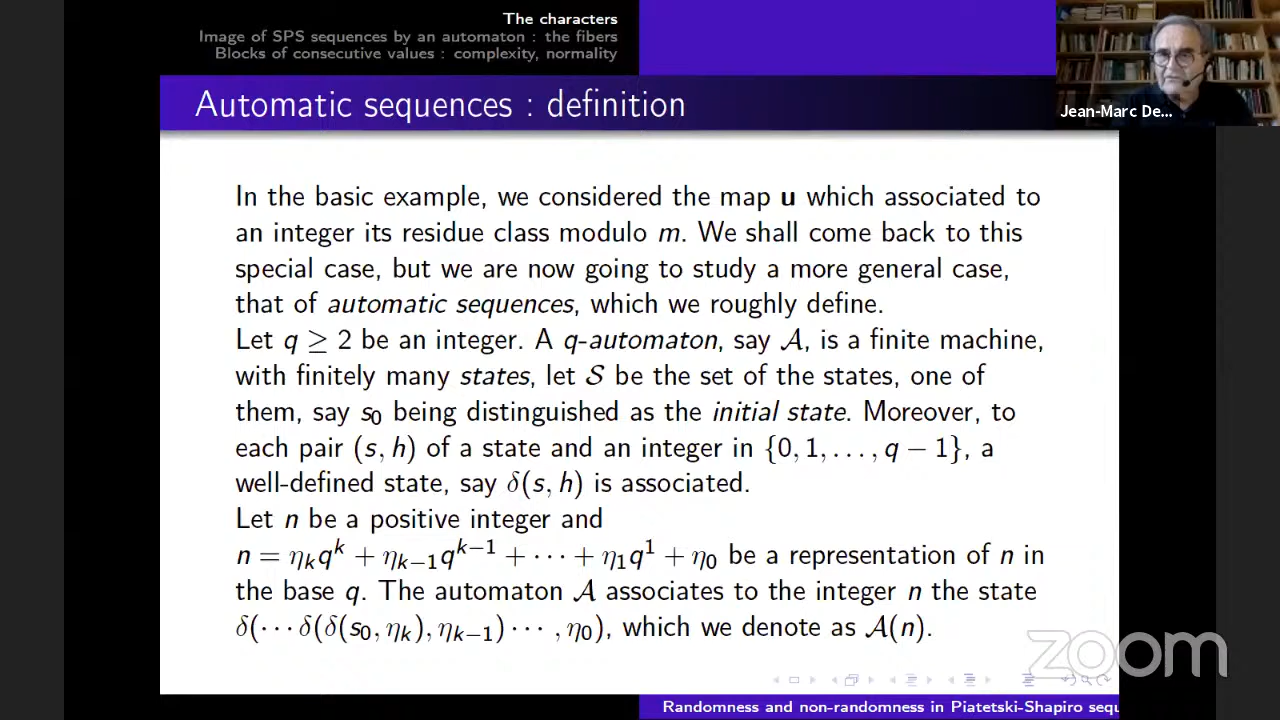 The characters
Image of SPS sequences by an automaton : the fibers
Blocks of consecutive values : complexity, normality
Automatic sequences : definition
Jean-Marc De...
In the basic example, we considered the map u which associated to
an integer its residue class modulo m. We shall come back to this
special case, but we are now going to study a more general case,
that of automatic sequences, which we roughly define.
Let q ≥ 2 be an integer. A q-automaton, say 𝒜, is a finite machine,
with finitely many states, let 𝒮 be the set of the states, one of
them, say s₀ being distinguished as the initial state. Moreover, to
each pair (s, h) of a state and an integer in {0, 1, . . . , q − 1}, a
well-defined state, say δ(s, h) is associated.
Let n be a positive integer and
n = ηₖqᵏ + ηₖ₋₁qᵏ⁻¹ + ⋯ + η₁q¹ + η₀ be a representation of n in
the base q. The automaton 𝒜 associates to the integer n the state
δ(⋯ δ(δ(s₀, ηₖ), ηₖ₋₁) ⋯ , η₀), which we denote as 𝒜(n).
zoom
Randomness and non-randomness in Piatetski-Shapiro sequ